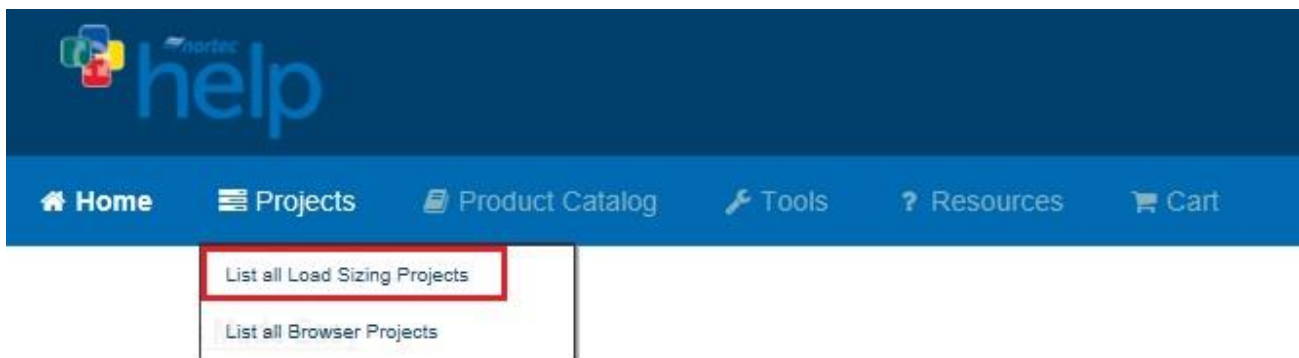 nortec
help
Home Projects Product Catalog Tools ? Resources Cart
List all Load Sizing Projects
List all Browser Projects